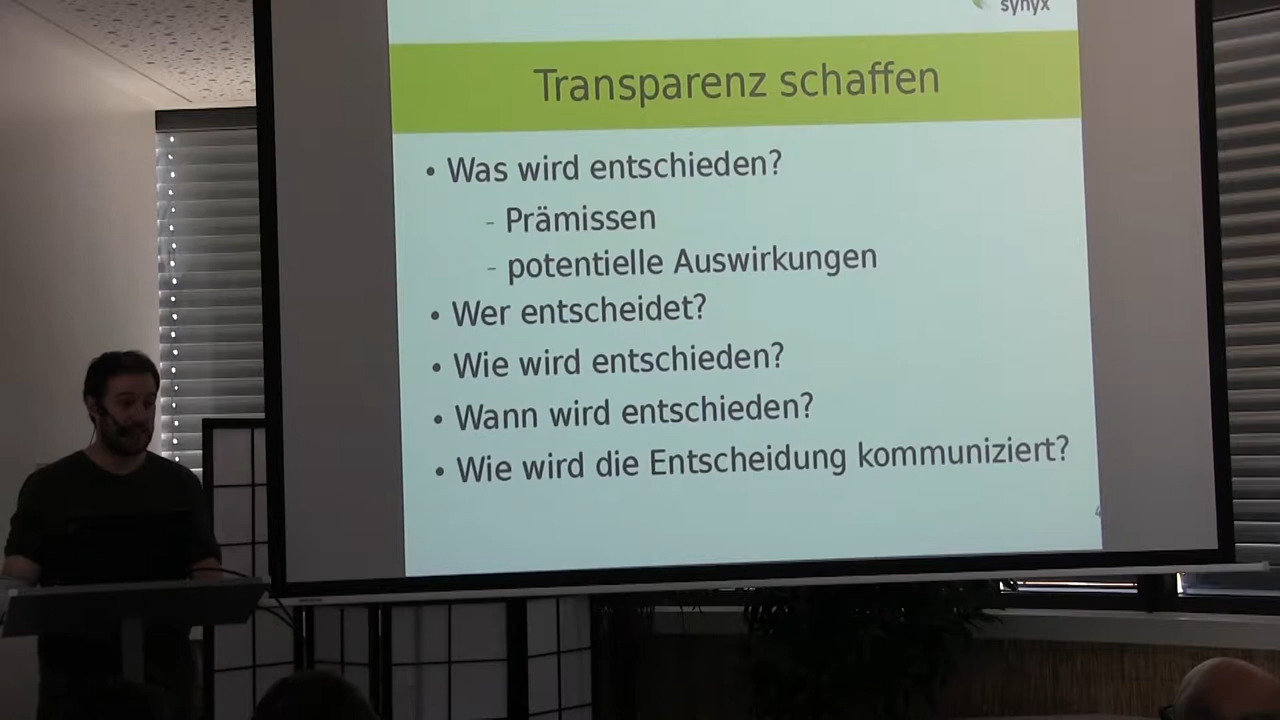 synyx
Transparenz schaffen
• Was wird entschieden?
- Prämissen
- potentielle Auswirkungen
• Wer entscheidet?
• Wie wird entschieden?
• Wann wird entschieden?
• Wie wird die Entscheidung kommuniziert?